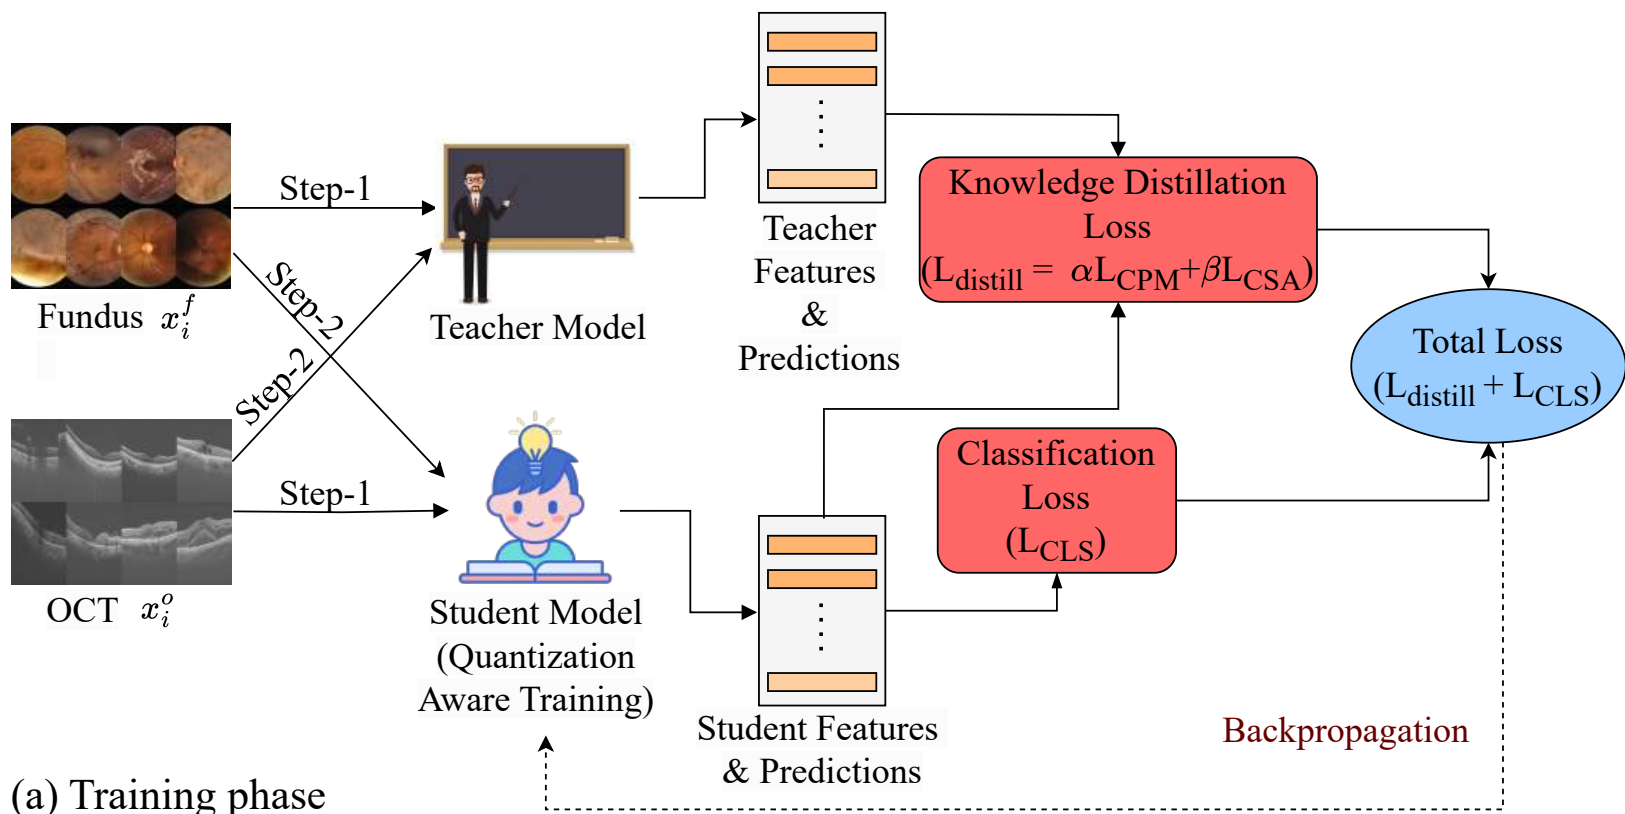 Step-1
Fundus x_i^f
Step-2
Step-2
OCT x_i^o
Step-1
Teacher Model
Student Model
(Quantization
Aware Training)
Teacher
Features
&
Predictions
Student Features
& Predictions
Knowledge Distillation
Loss
(L_distill = αL_CPM+βL_CSA)
Classification
Loss
(L_CLS)
Total Loss
(L_distill + L_CLS)
Backpropagation
(a) Training phase